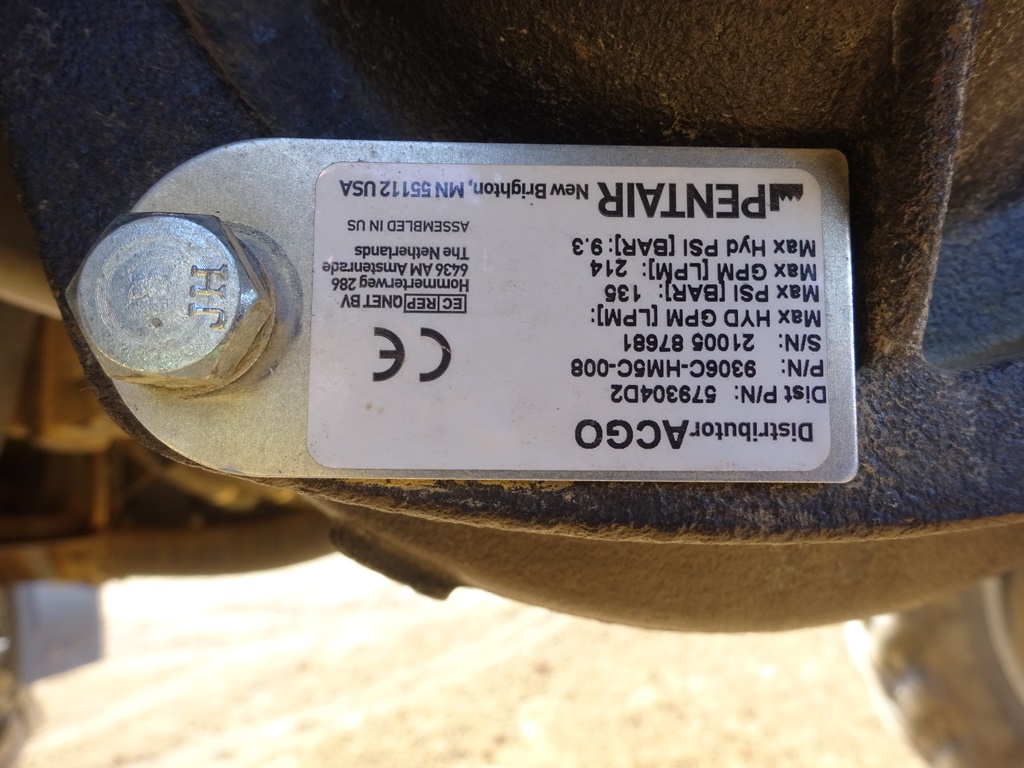 PENTAIR New Brighton, MN 55112 USA
Max Hyd PSI [BAR]: 9.3
Max GPM [LPM]: 214
Max PSI [BAR]: 135
Max HYD GPM [LPM]:
S/N: 21005 87681
P/N: 9306C-HM5C-008
Dist P/N: 579304D2
Distributor ACGO
ASSEMBLED IN US
EC REP QNET BV
Hommerterweg 286
6436 AM Amstenrade
The Netherlands
CE
JH